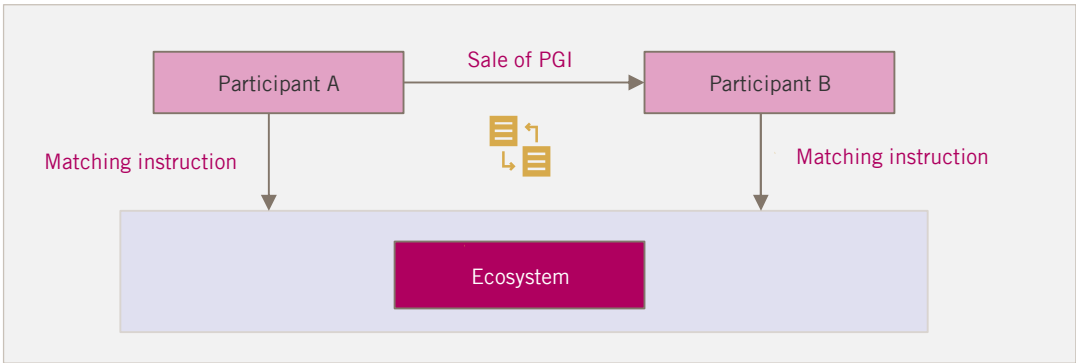 Sale of PGI
Participant A
Participant B
Matching instruction
Matching instruction
Ecosystem